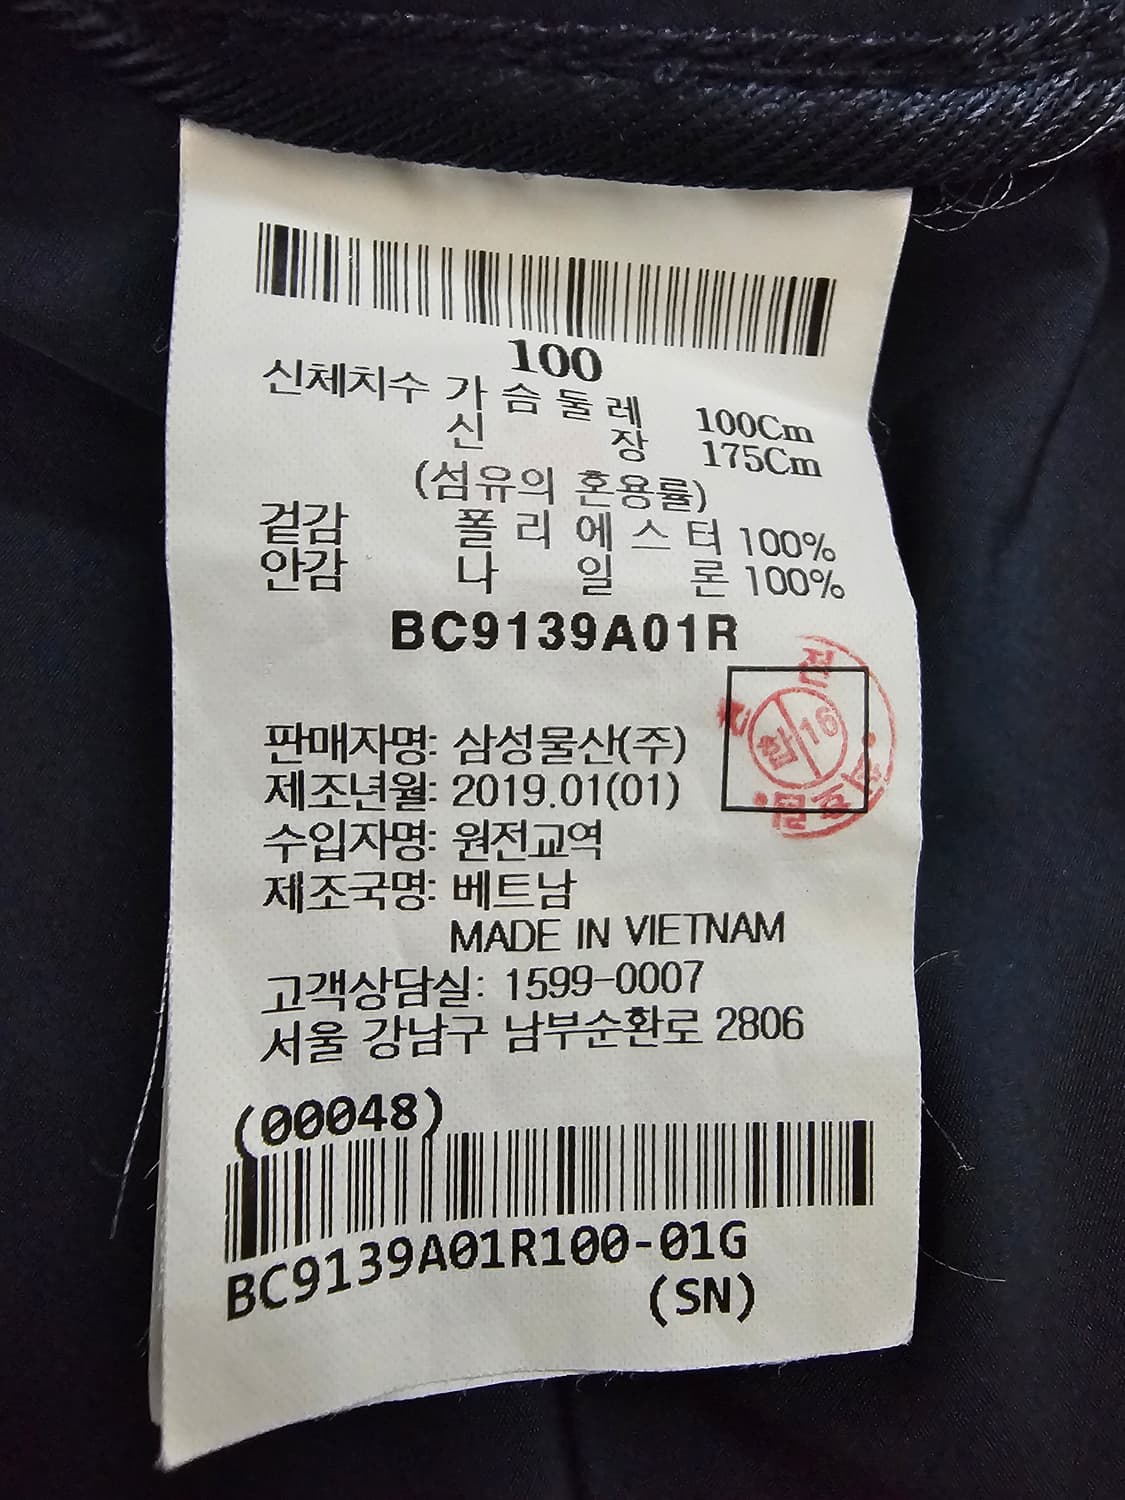 100
신체치수 가슴둘레 100Cm
신 장 175Cm
(섬유의 혼용률)
겉감 폴리에스터 100%
안감 나일론 100%
BC9139A01R
판매자명: 삼성물산(주)
제조년월: 2019.01(01)
수입자명: 원전교역
제조국명: 베트남
MADE IN VIETNAM
고객상담실: 1599-0007
서울 강남구 남부순환로 2806
합 16
(00048)
BC9139A01R100-01G
(SN)